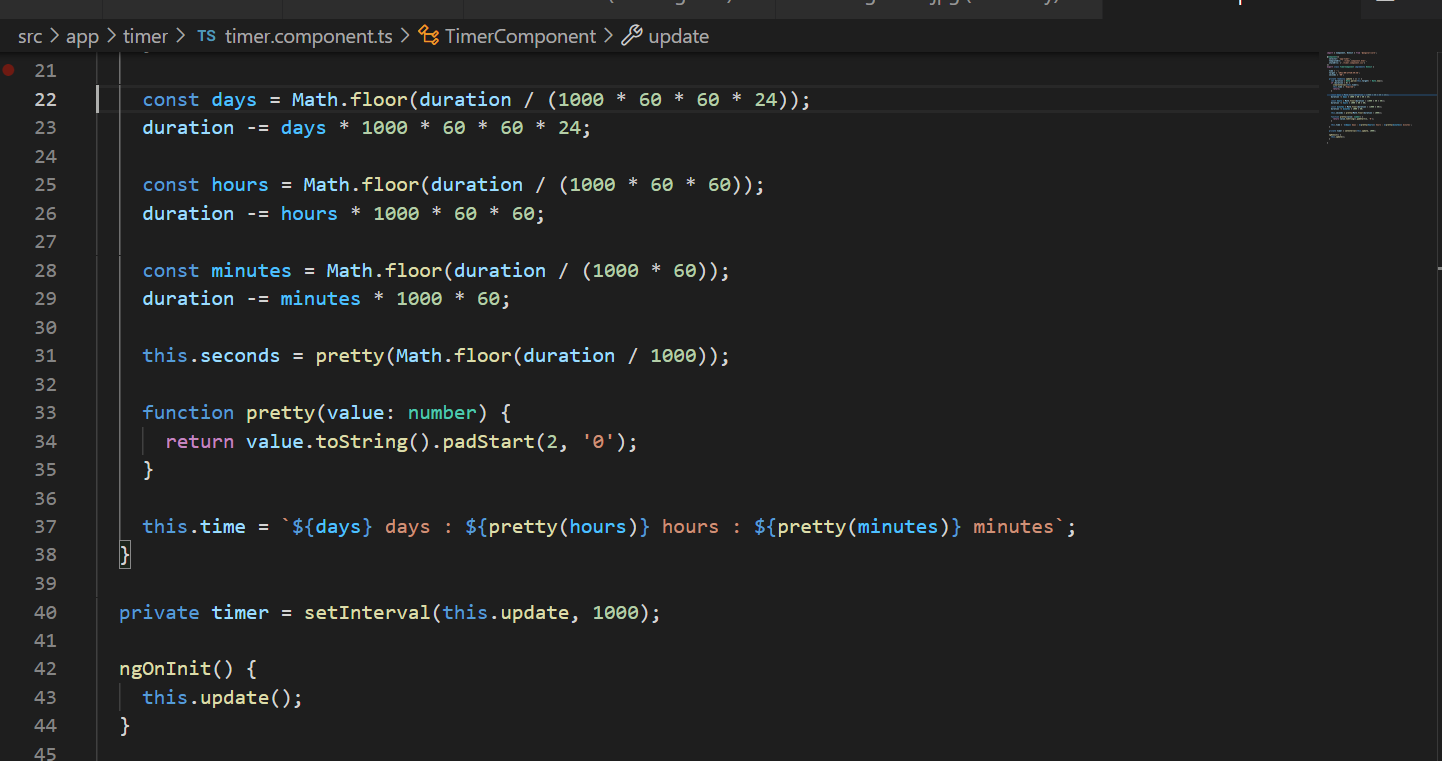 src > app > timer > TS timer.component.ts > TimerComponent > update
21
22 const days = Math.floor(duration / (1000 * 60 * 60 * 24));
23 duration -= days * 1000 * 60 * 60 * 24;
24
25 const hours = Math.floor(duration / (1000 * 60 * 60));
26 duration -= hours * 1000 * 60 * 60;
27
28 const minutes = Math.floor(duration / (1000 * 60));
29 duration -= minutes * 1000 * 60;
30
31 this.seconds = pretty(Math.floor(duration / 1000));
32
33 function pretty(value: number) {
34 return value.toString().padStart(2, '0');
35 }
36
37 this.time = `${days} days : ${pretty(hours)} hours : ${pretty(minutes)} minutes`;
38 }
39
40 private timer = setInterval(this.update, 1000);
41
42 ngOnInit() {
43 this.update();
44 }
45